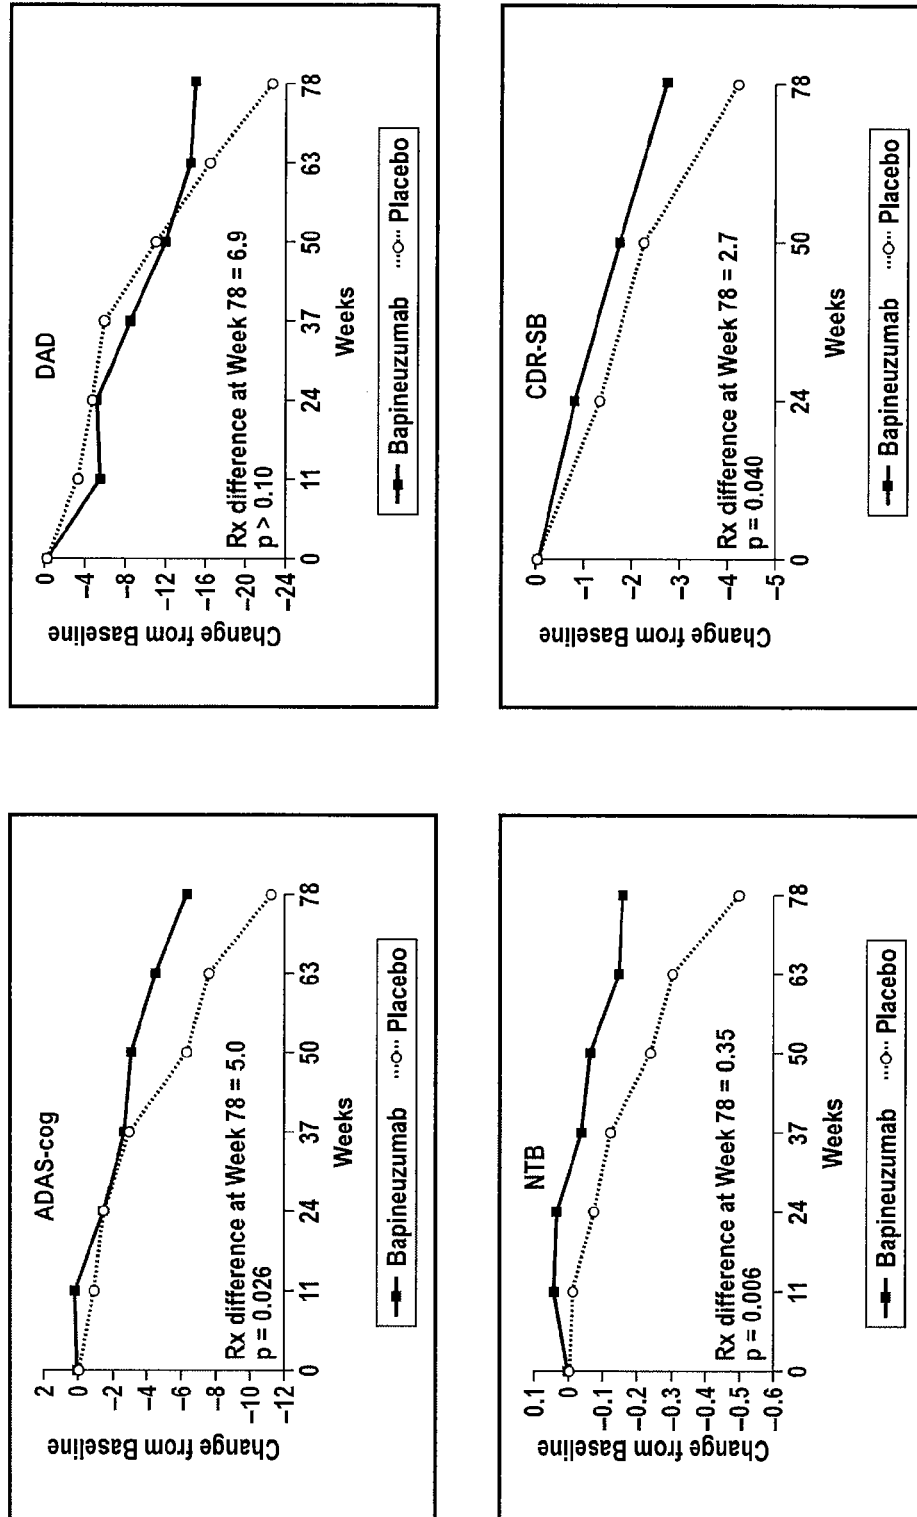 ADAS-cog
Change from Baseline
2
0
−2
−4
−6
−8
−10
−12
Rx difference at Week 78 = 5.0
p = 0.026
0 11 24 37 50 63 78
Weeks
Bapineuzumab Placebo
DAD
Change from Baseline
0
−4
−8
−12
−16
−20
−24
Rx difference at Week 78 = 6.9
p > 0.10
0 11 24 37 50 63 78
Weeks
Bapineuzumab Placebo
NTB
Change from Baseline
0.1
0
−0.1
−0.2
−0.3
−0.4
−0.5
−0.6
Rx difference at Week 78 = 0.35
p = 0.006
0 11 24 37 50 63 78
Weeks
Bapineuzumab Placebo
CDR-SB
Change from Baseline
0
−1
−2
−3
−4
−5
Rx difference at Week 78 = 2.7
p = 0.040
0 24 50 78
Weeks
Bapineuzumab Placebo